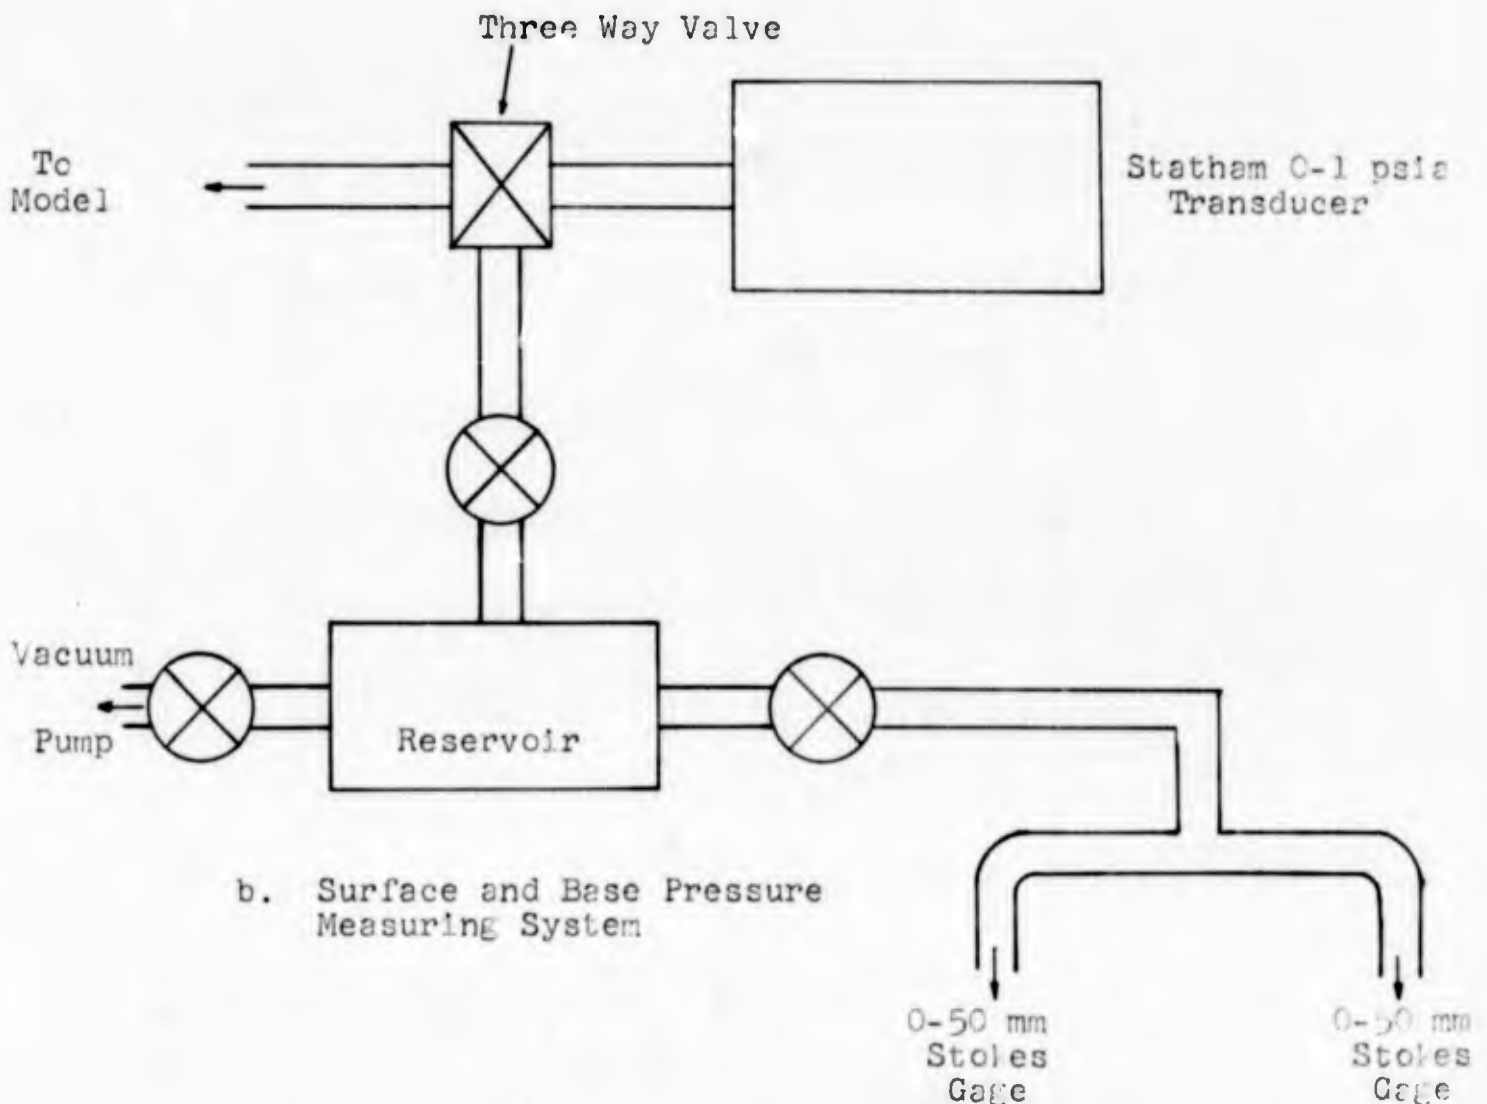 Three Way Valve
To
Model
Statham 0-1 psia
Transducer
Vacuum
Pump
Reservoir
b. Surface and Base Pressure
Measuring System
0-50 mm
Stokes
Gage
0-50 mm
Stokes
Gage